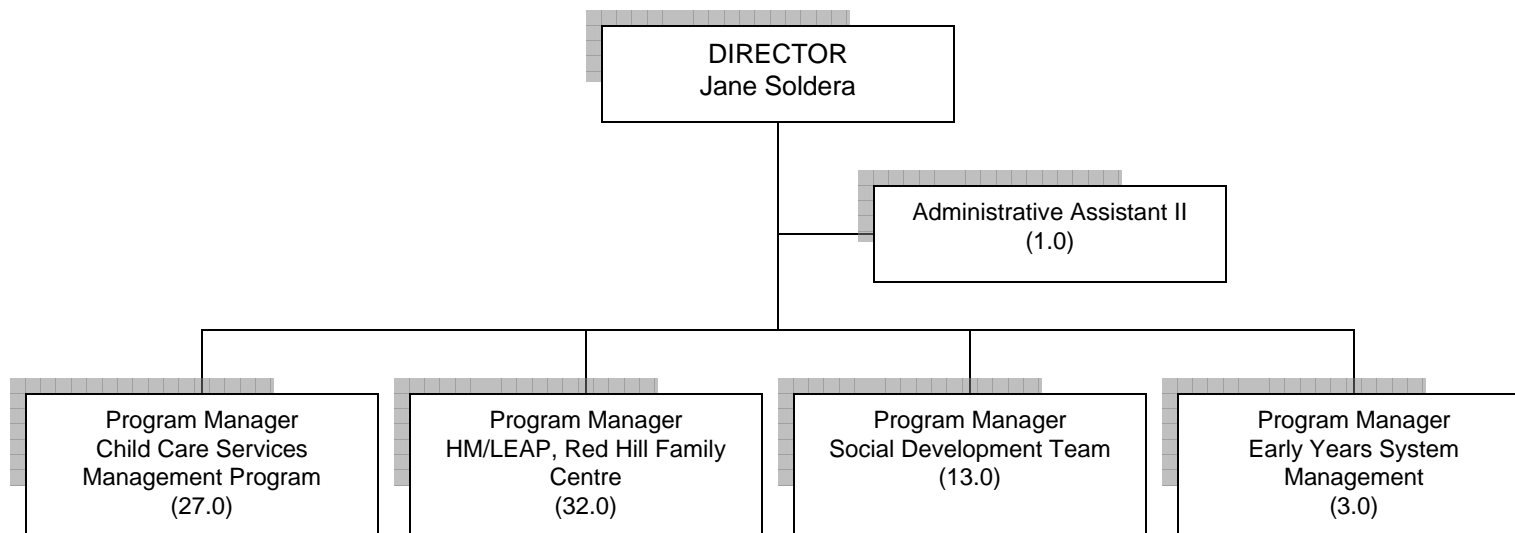 DIRECTOR
Jane Soldera
Administrative Assistant II
(1.0)
Program Manager
Child Care Services
Management Program
(27.0)
Program Manager
HM/LEAP, Red Hill Family
Centre
(32.0)
Program Manager
Social Development Team
(13.0)
Program Manager
Early Years System
Management
(3.0)